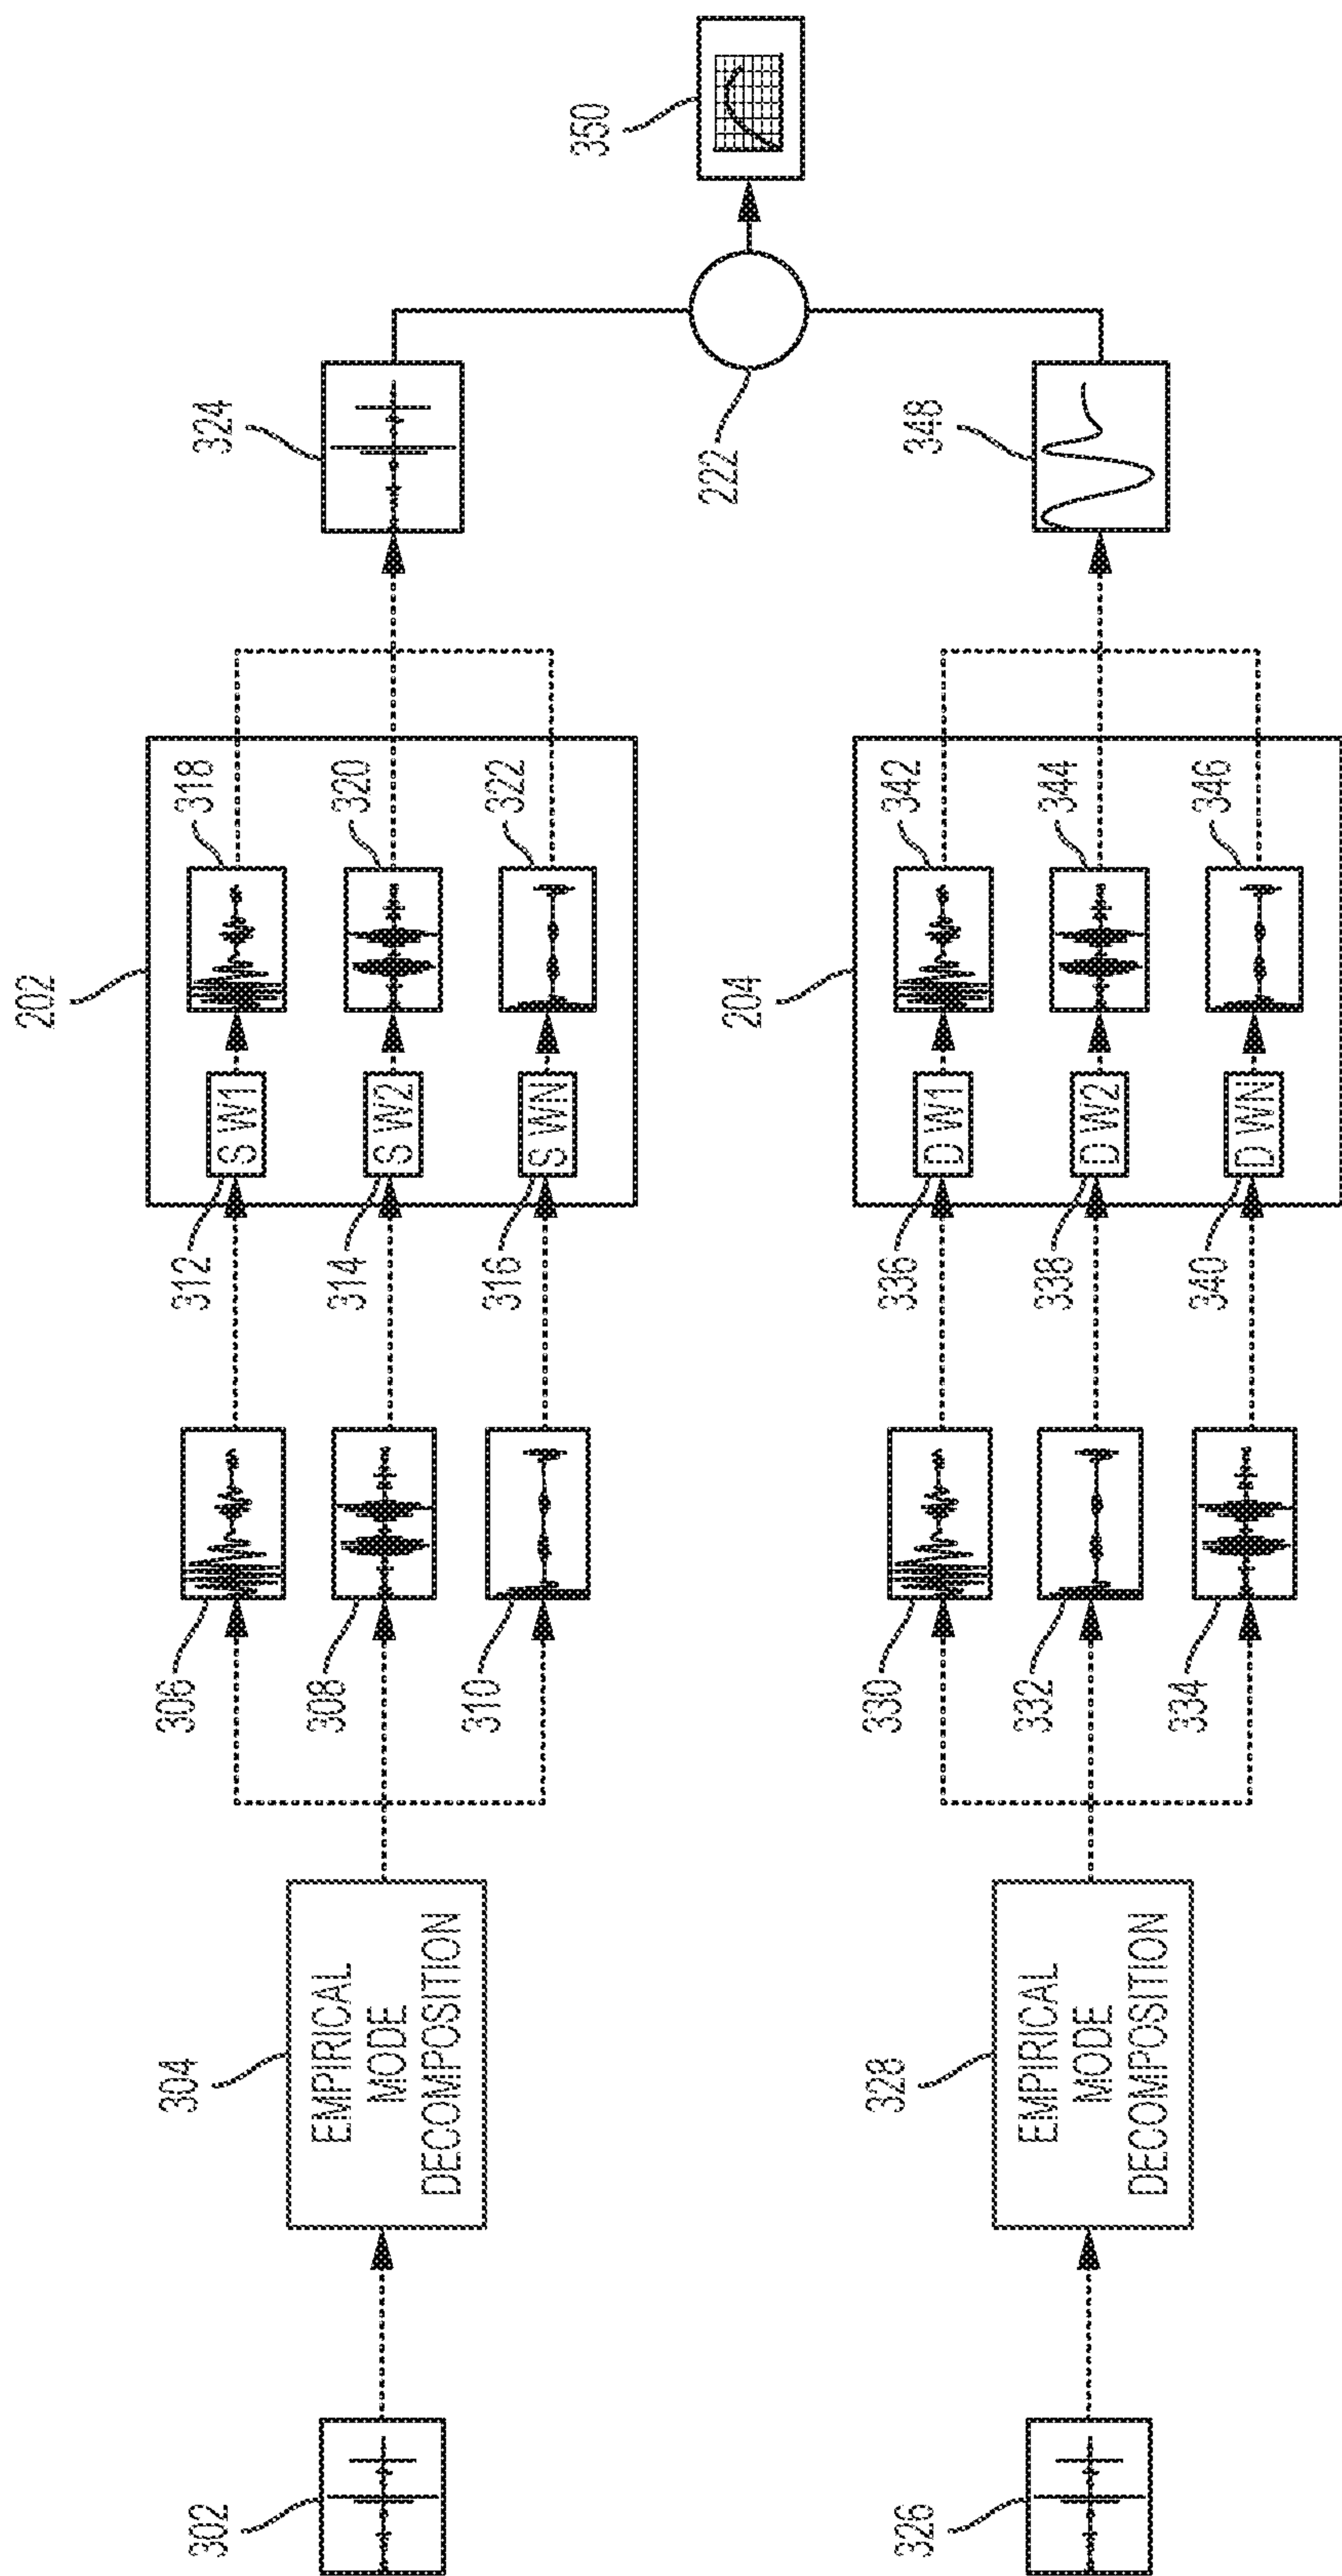 302
304
EMPIRICAL
MODE
DECOMPOSITION
306
308
310
202
312
S W1
318
314
S W2
320
316
S WN
322
324
326
328
EMPIRICAL
MODE
DECOMPOSITION
330
332
334
204
336
D W1
342
338
D W2
344
340
D WN
346
348
222
350